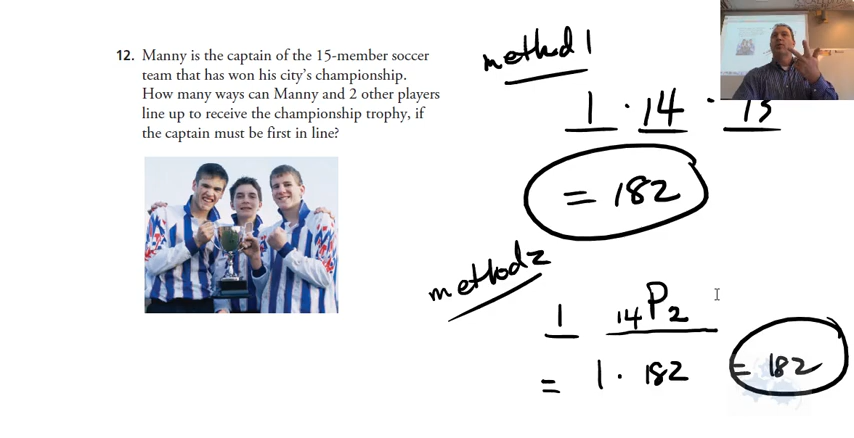 12. Manny is the captain of the 15-member soccer
team that has won his city's championship.
How many ways can Manny and 2 other players
line up to receive the championship trophy, if
the captain must be first in line?
method 1
1 · 14 · 13
= 182
method 2
1 14P2
= 1 · 182 = 182